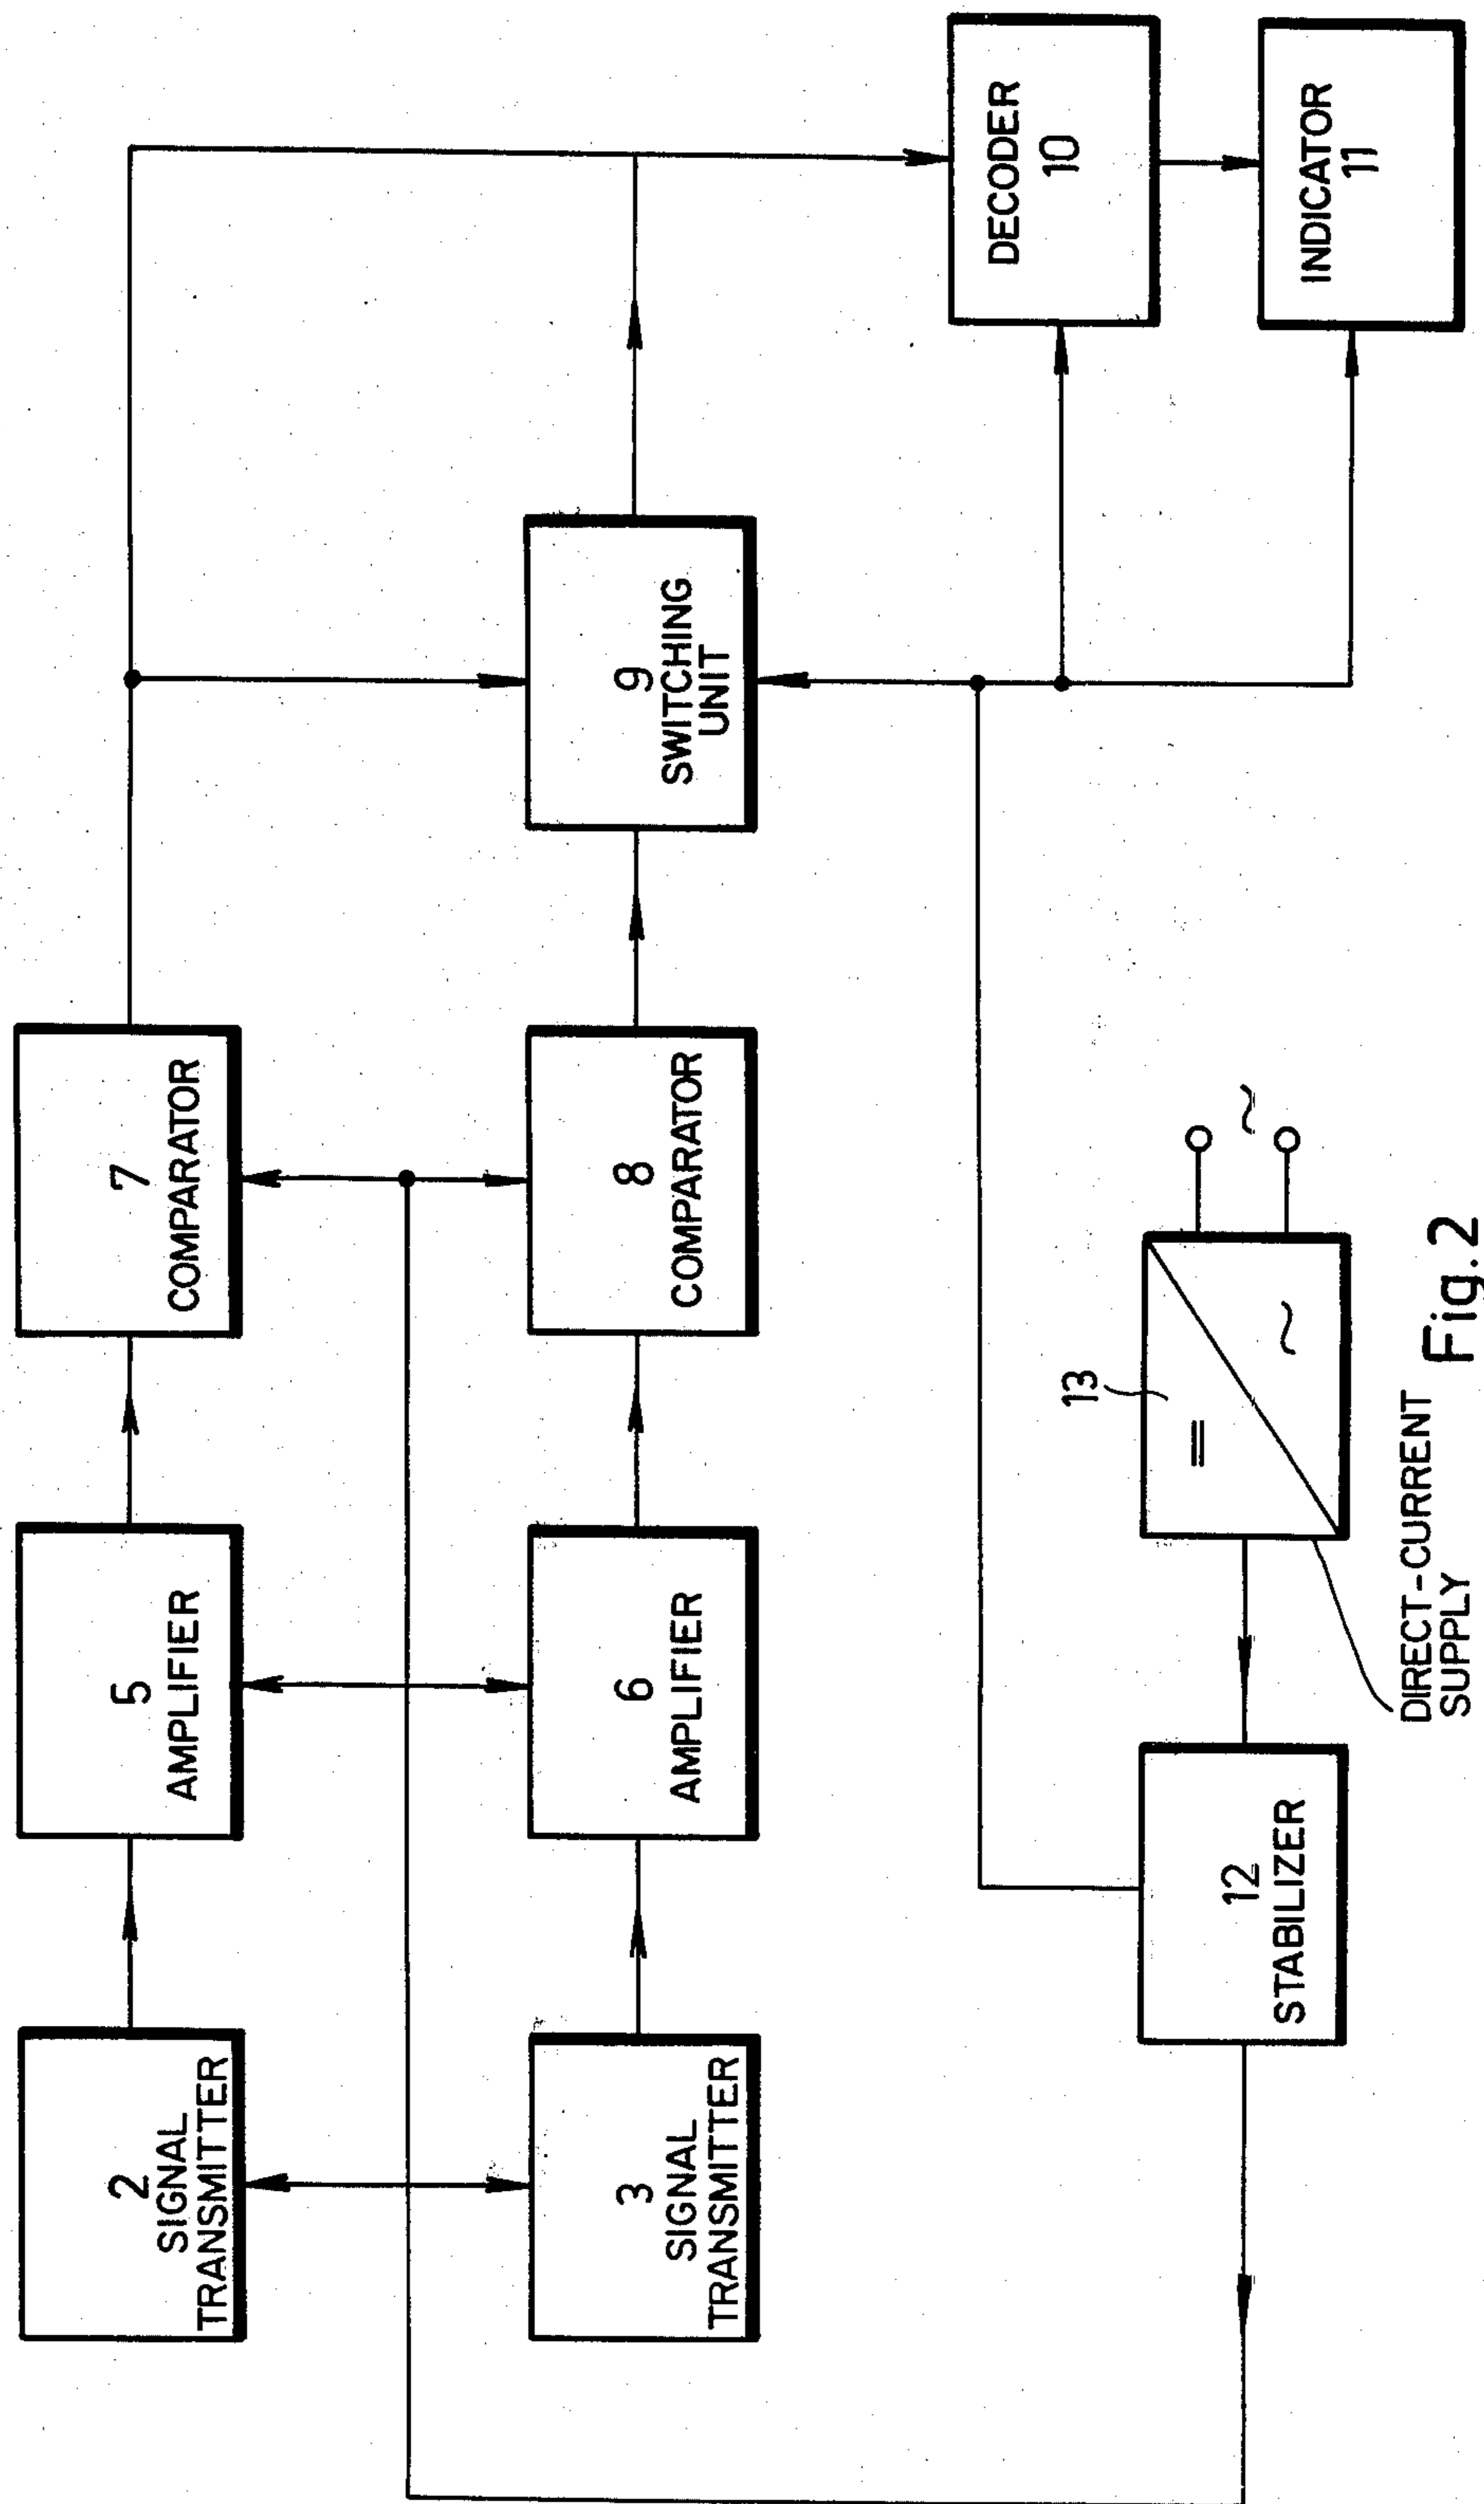 2
SIGNAL
TRANSMITTER
5
AMPLIFIER
7
COMPARATOR
3
SIGNAL
TRANSMITTER
6
AMPLIFIER
8
COMPARATOR
9
SWITCHING
UNIT
DECODER
10
INDICATOR
11
12
STABILIZER
13
=
~
~
DIRECT-CURRENT
SUPPLY
Fig. 2